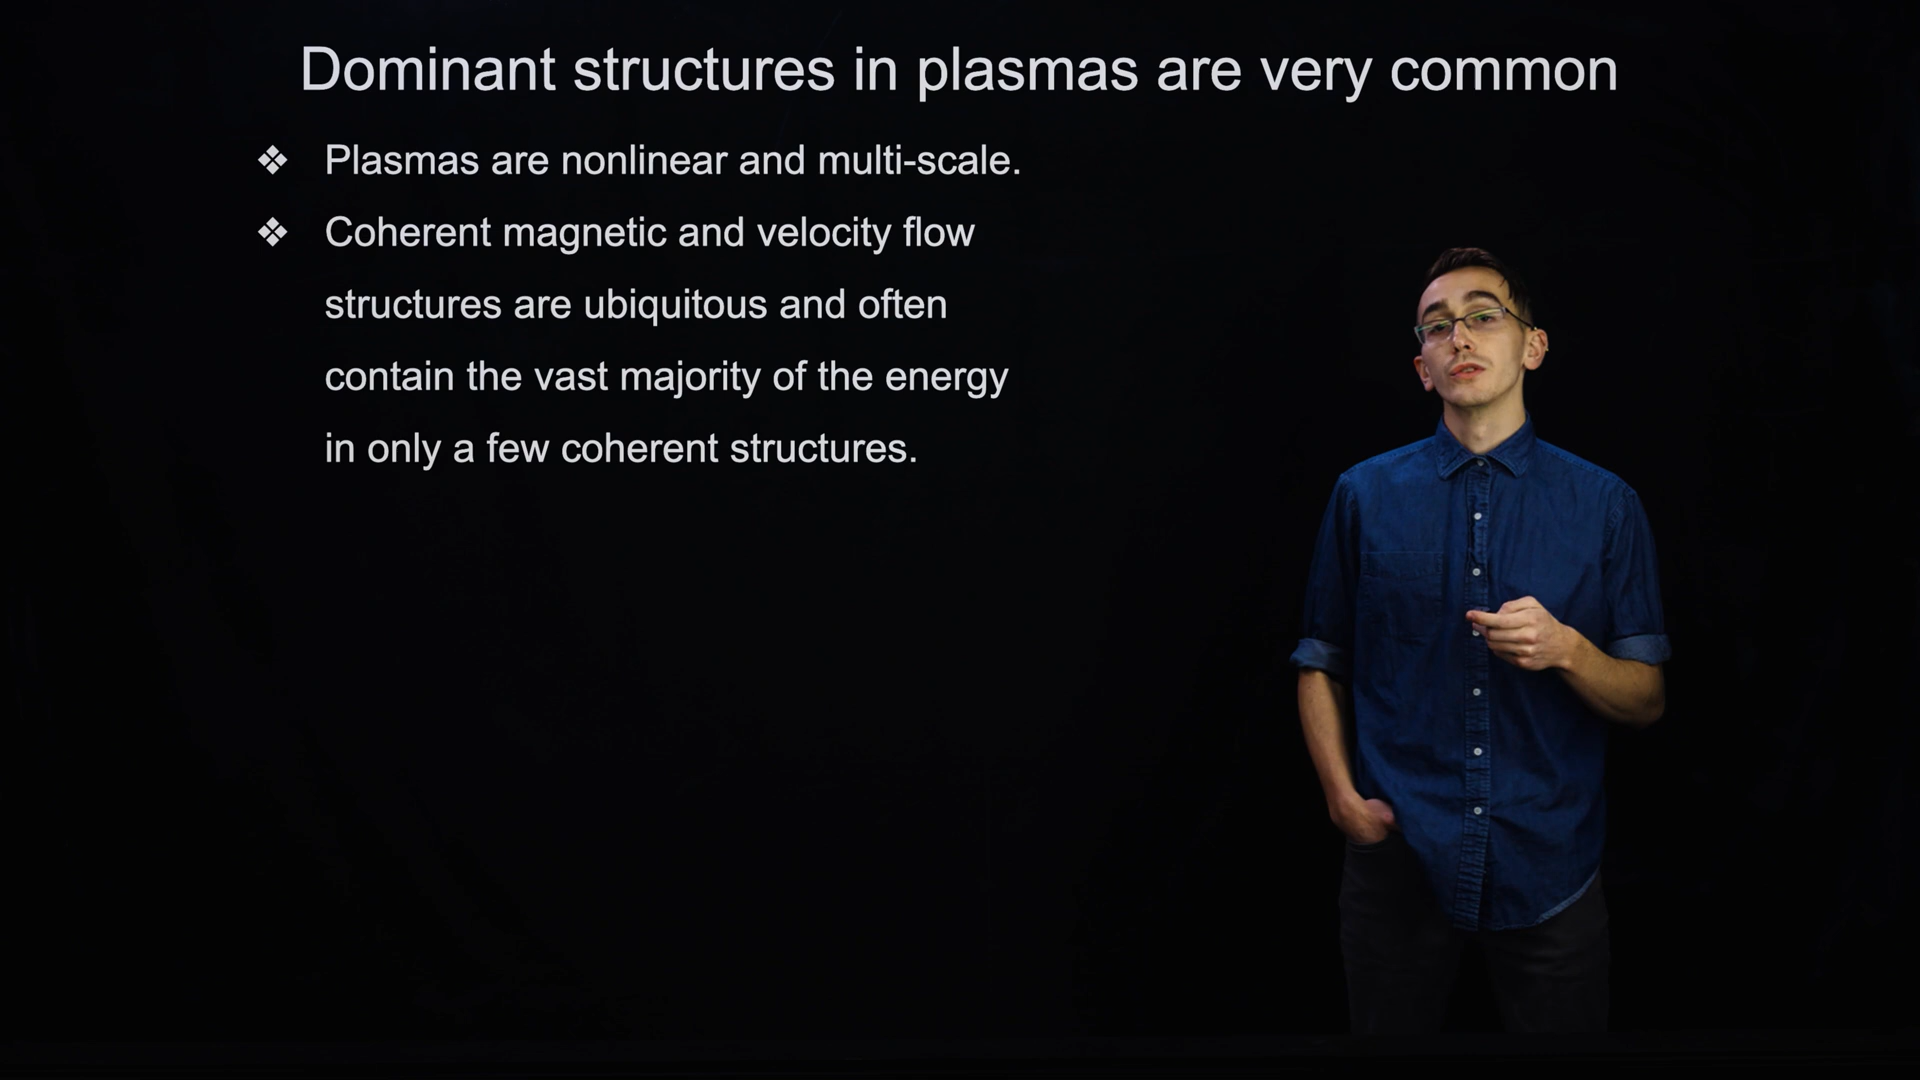 Dominant structures in plasmas are very common
❖ Plasmas are nonlinear and multi-scale.
❖ Coherent magnetic and velocity flow
structures are ubiquitous and often
contain the vast majority of the energy
in only a few coherent structures.